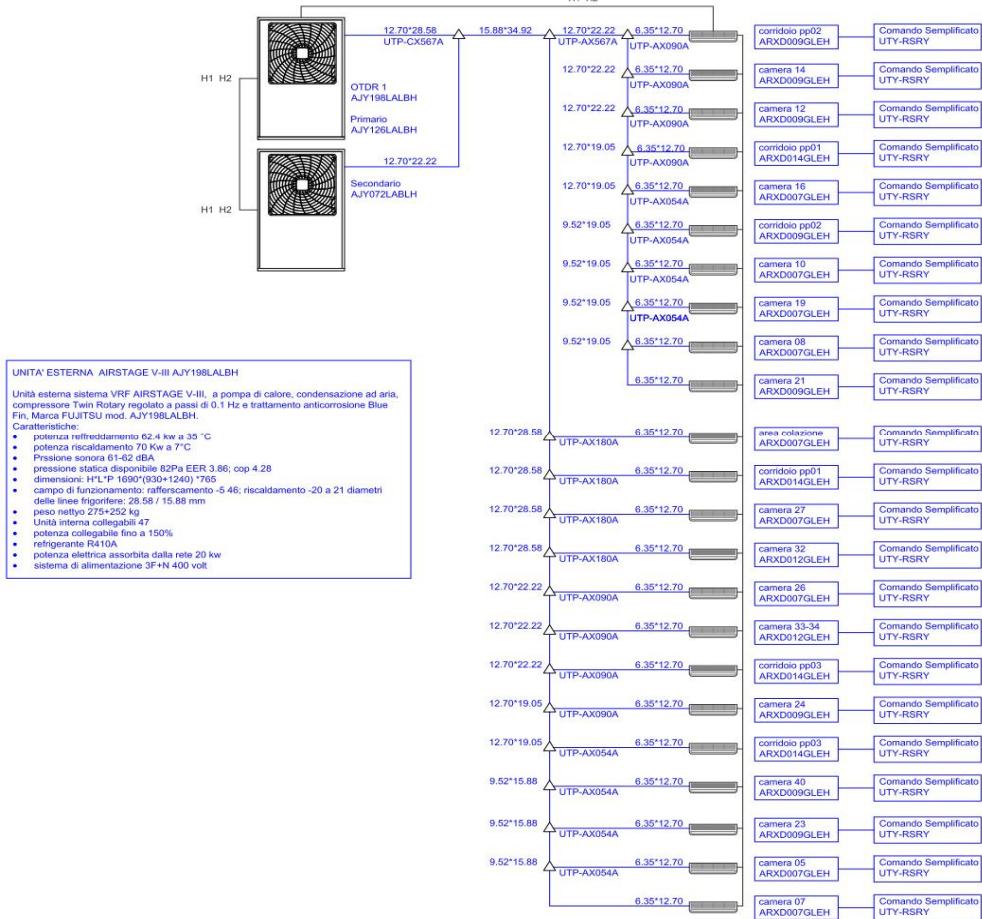 12.70*28.58
UTP-CX567A
15.88*34.92
12.70*22.22
UTP-AX567A
6.35*12.70
UTP-AX090A
corridoio pp02
ARXD009GLEH
Comando Semplificato
UTY-RSRY
12.70*22.22
6.35*12.70
UTP-AX090A
camera 14
ARXD009GLEH
Comando Semplificato
UTY-RSRY
H1 H2
OTDR 1
AJY198LALBH
Primario
AJY126LALBH
12.70*22.22
6.35*12.70
UTP-AX090A
camera 12
ARXD009GLEH
Comando Semplificato
UTY-RSRY
12.70*19.05
6.35*12.70
UTP-AX090A
corridoio pp01
ARXD014GLEH
Comando Semplificato
UTY-RSRY
12.70*22.22
Secondario
AJY072LABLH
H1 H2
12.70*19.05
6.35*12.70
UTP-AX054A
camera 16
ARXD007GLEH
Comando Semplificato
UTY-RSRY
9.52*19.05
6.35*12.70
UTP-AX054A
corridoio pp02
ARXD009GLEH
Comando Semplificato
UTY-RSRY
9.52*19.05
6.35*12.70
UTP-AX054A
camera 10
ARXD007GLEH
Comando Semplificato
UTY-RSRY
9.52*19.05
6.35*12.70
UTP-AX054A
camera 19
ARXD007GLEH
Comando Semplificato
UTY-RSRY
9.52*19.05
6.35*12.70
camera 08
ARXD007GLEH
Comando Semplificato
UTY-RSRY
6.35*12.70
camera 21
ARXD009GLEH
Comando Semplificato
UTY-RSRY
UNITA' ESTERNA AIRSTAGE V-III AJY198LALBH
Unità esterna sistema VRF AIRSTAGE V-III, a pompa di calore, condensazione ad aria,
compressore Twin Rotary regolato a passi di 0.1 Hz e trattamento anticorrosione Blue
Fin, Marca FUJITSU mod. AJY198LALBH.
Caratteristiche:
• potenza reffreddamento 62.4 kw a 35 °C
• potenza riscaldamento 70 Kw a 7°C
• Prssione sonora 61-62 dBA
• pressione statica disponibile 82Pa EER 3.86; cop 4.28
• dimensioni: H*L*P 1690*(930+1240) *765
• campo di funzionamento: rafferscamento -5 46; riscaldamento -20 a 21 diametri
delle linee frigorifere: 28.58 / 15.88 mm
• peso nettyo 275+252 kg
• Unità interna collegabili 47
• potenza collegabile fino a 150%
• refrigerante R410A
• potenza elettrica assorbita dalla rete 20 kw
• sistema di alimentazione 3F+N 400 volt
12.70*28.58
6.35*12.70
UTP-AX180A
area colazione
ARXD007GLEH
Comando Semplificato
UTY-RSRY
12.70*28.58
6.35*12.70
UTP-AX180A
corridoio pp01
ARXD014GLEH
Comando Semplificato
UTY-RSRY
12.70*28.58
6.35*12.70
UTP-AX180A
camera 27
ARXD007GLEH
Comando Semplificato
UTY-RSRY
12.70*28.58
6.35*12.70
UTP-AX180A
camera 32
ARXD012GLEH
Comando Semplificato
UTY-RSRY
12.70*22.22
6.35*12.70
UTP-AX090A
camera 26
ARXD007GLEH
Comando Semplificato
UTY-RSRY
12.70*22.22
6.35*12.70
UTP-AX090A
camera 33-34
ARXD012GLEH
Comando Semplificato
UTY-RSRY
12.70*22.22
6.35*12.70
UTP-AX090A
corridoio pp03
ARXD014GLEH
Comando Semplificato
UTY-RSRY
12.70*19.05
6.35*12.70
UTP-AX090A
camera 24
ARXD009GLEH
Comando Semplificato
UTY-RSRY
12.70*19.05
6.35*12.70
UTP-AX054A
corridoio pp03
ARXD014GLEH
Comando Semplificato
UTY-RSRY
9.52*15.88
6.35*12.70
UTP-AX054A
camera 40
ARXD009GLEH
Comando Semplificato
UTY-RSRY
9.52*15.88
6.35*12.70
UTP-AX054A
camera 23
ARXD009GLEH
Comando Semplificato
UTY-RSRY
9.52*15.88
6.35*12.70
UTP-AX054A
camera 05
ARXD007GLEH
Comando Semplificato
UTY-RSRY
6.35*12.70
camera 07
ARXD007GLEH
Comando Semplificato
UTY-RSRY